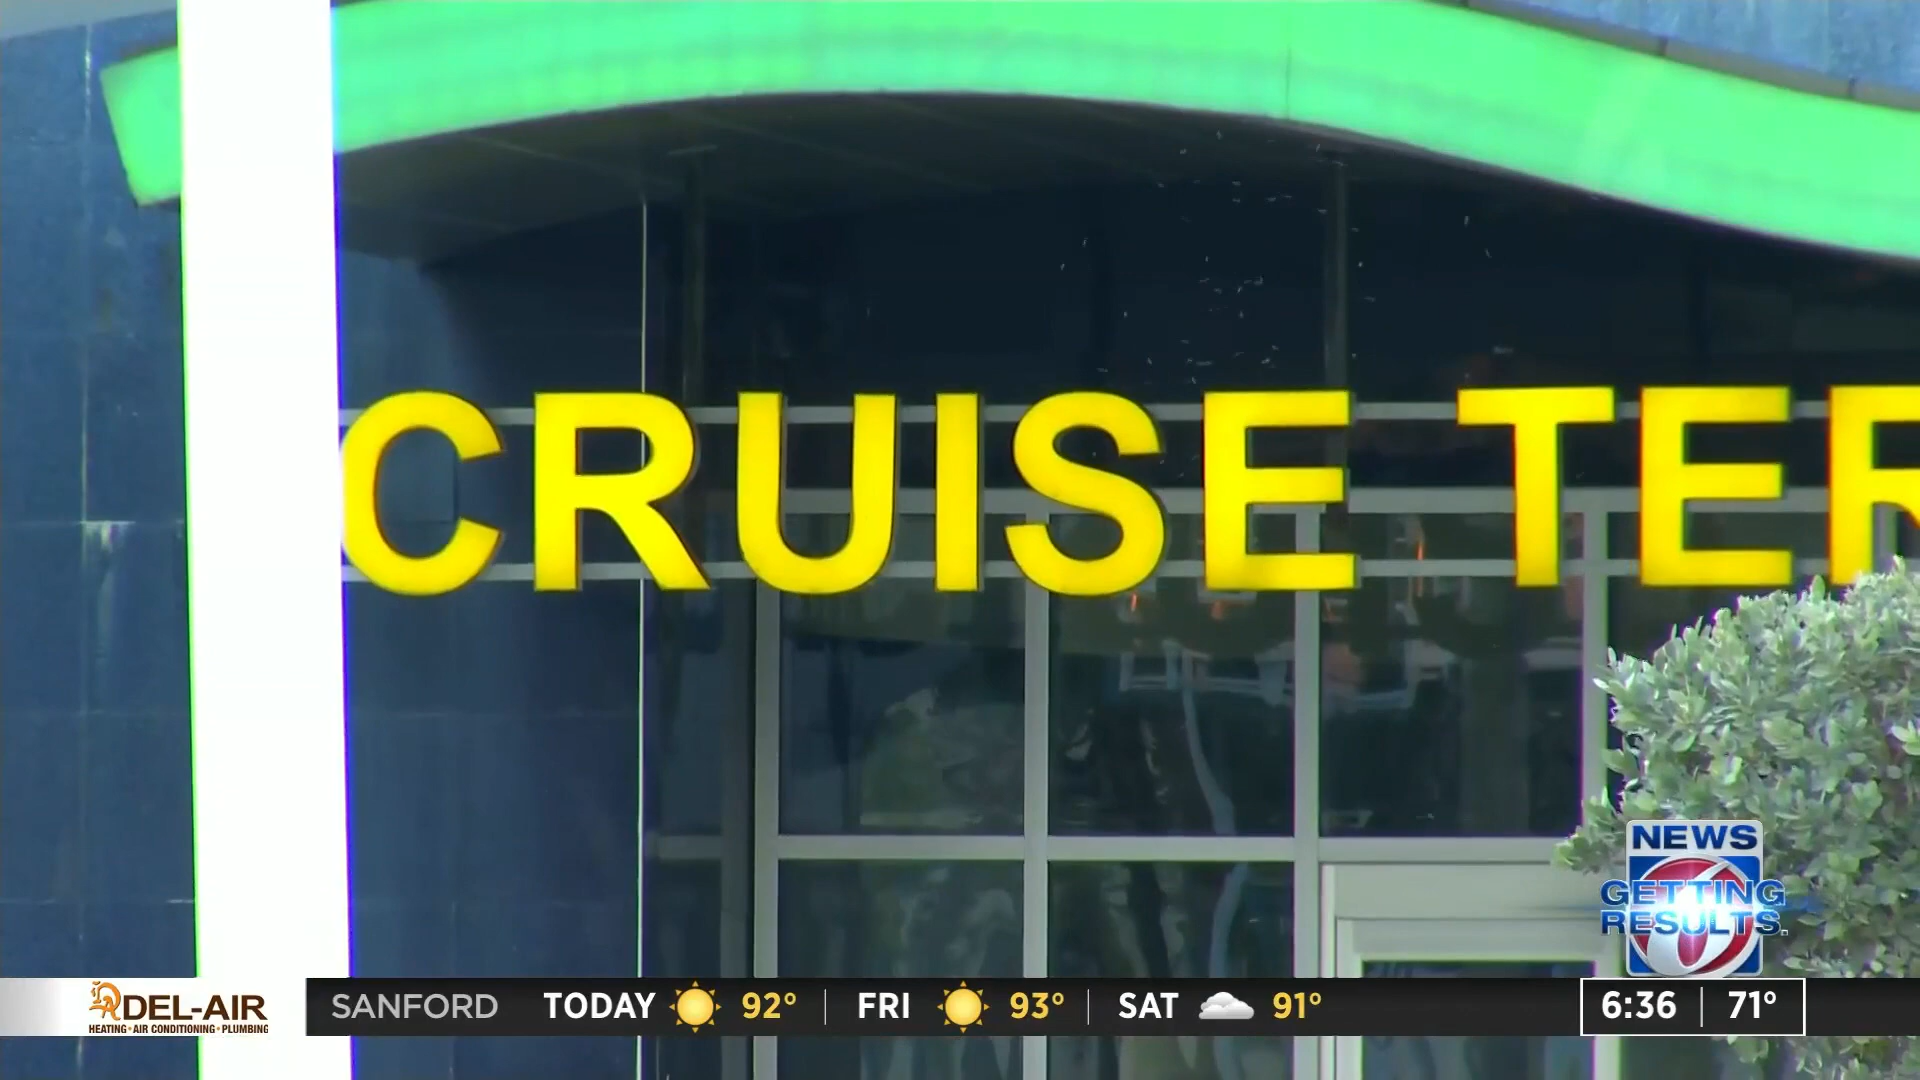 CRUISE TER
NEWS
6
GETTING
RESULTS.
DEL-AIR
HEATING•AIR CONDITIONING•PLUMBING
SANFORD TODAY 92° FRI 93° SAT 91° 6:36 71°